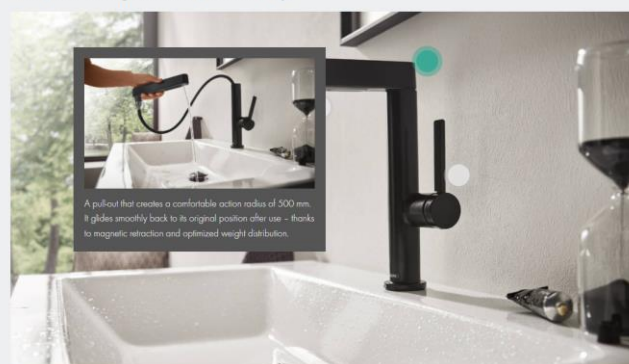 A pull-out that creates a comfortable action radius of 500 mm.
It glides smoothly back to its original position after use – thanks
to magnetic retraction and optimized weight distribution.